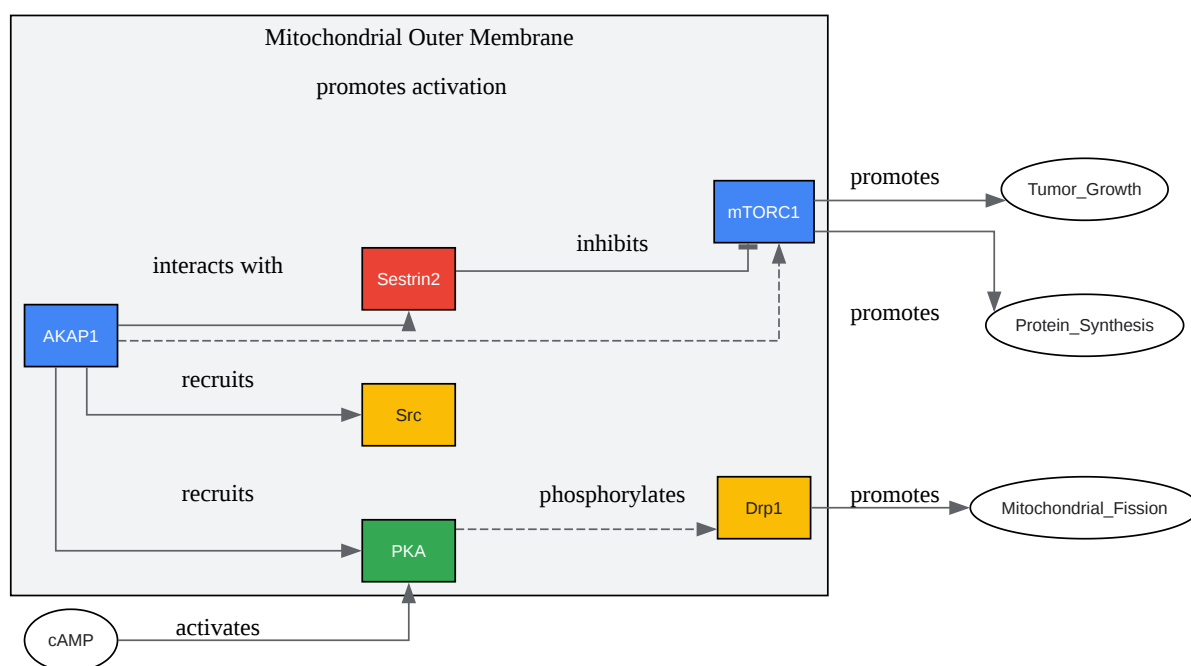 Mitochondrial Outer Membrane
promotes activation
promotes
Tumor_Growth
mTORC1
inhibits
interacts with
Sestrin2
promotes
Protein_Synthesis
AKAP1
recruits
Src
recruits
phosphorylates
promotes
Drp1
Mitochondrial_Fission
PKA
activates
cAMP